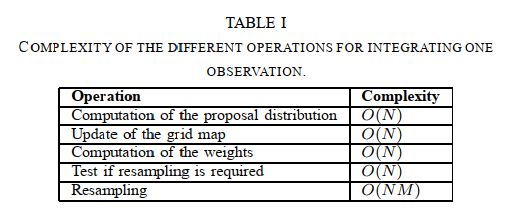 TABLE I
COMPLEXITY OF THE DIFFERENT OPERATIONS FOR INTEGRATING ONE
OBSERVATION.
Operation Complexity
Computation of the proposal distribution O(N)
Update of the grid map O(N)
Computation of the weights O(N)
Test if resampling is required O(N)
Resampling O(NM)